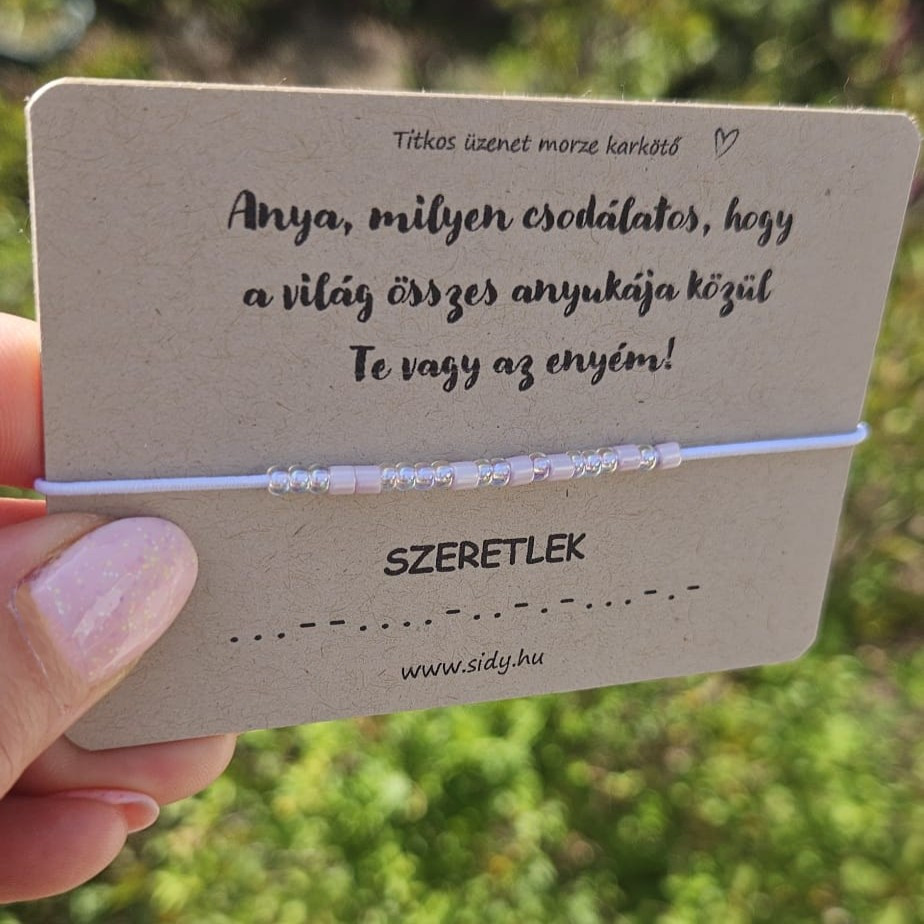 Titkos üzenet morze karkötő
Anya, milyen csodálatos, hogy
a világ összes anyukája közül
Te vagy az enyém!
SZERETLEK
...--....-..-.-...-.-
www.sidy.hu